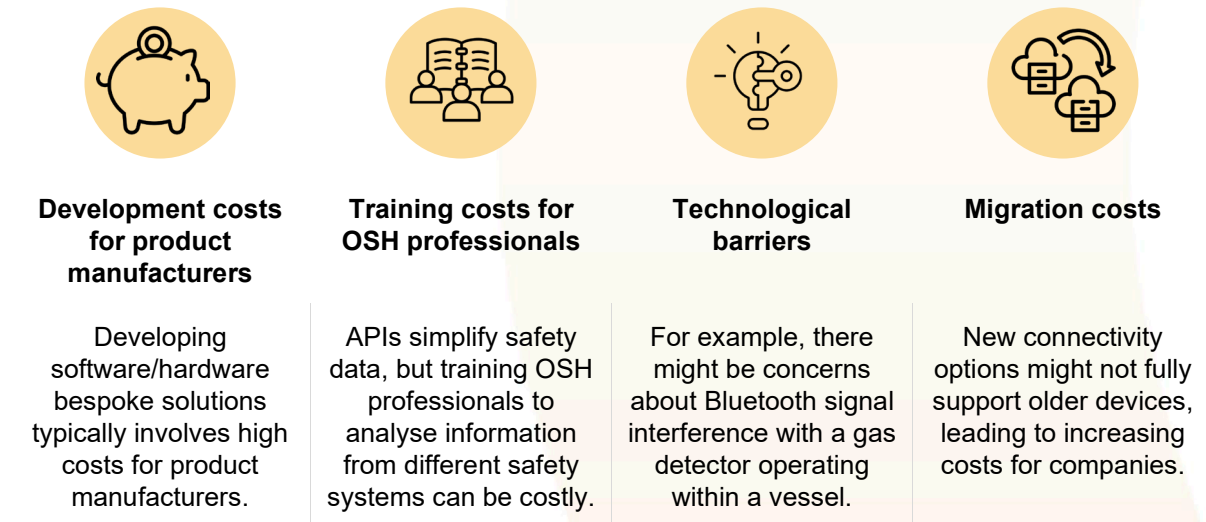 Development costs
for product
manufacturers
Developing
software/hardware
bespoke solutions
typically involves high
costs for product
manufacturers.
Training costs for
OSH professionals
APIs simplify safety
data, but training OSH
professionals to
analyse information
from different safety
systems can be costly.
Technological
barriers
For example, there
might be concerns
about Bluetooth signal
interference with a gas
detector operating
within a vessel.
Migration costs
New connectivity
options might not fully
support older devices,
leading to increasing
costs for companies.